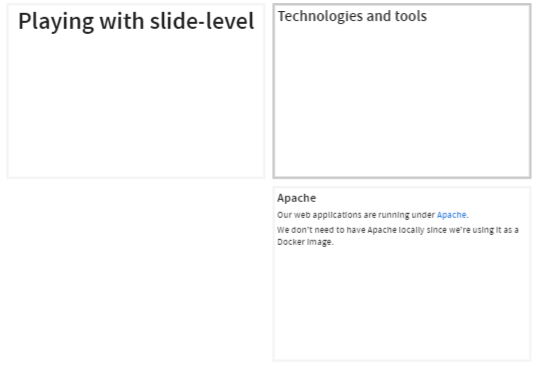 Playing with slide-level
Technologies and tools
Apache
Our web applications are running under Apache.
We don't need to have Apache locally since we're using it as a
Docker image.